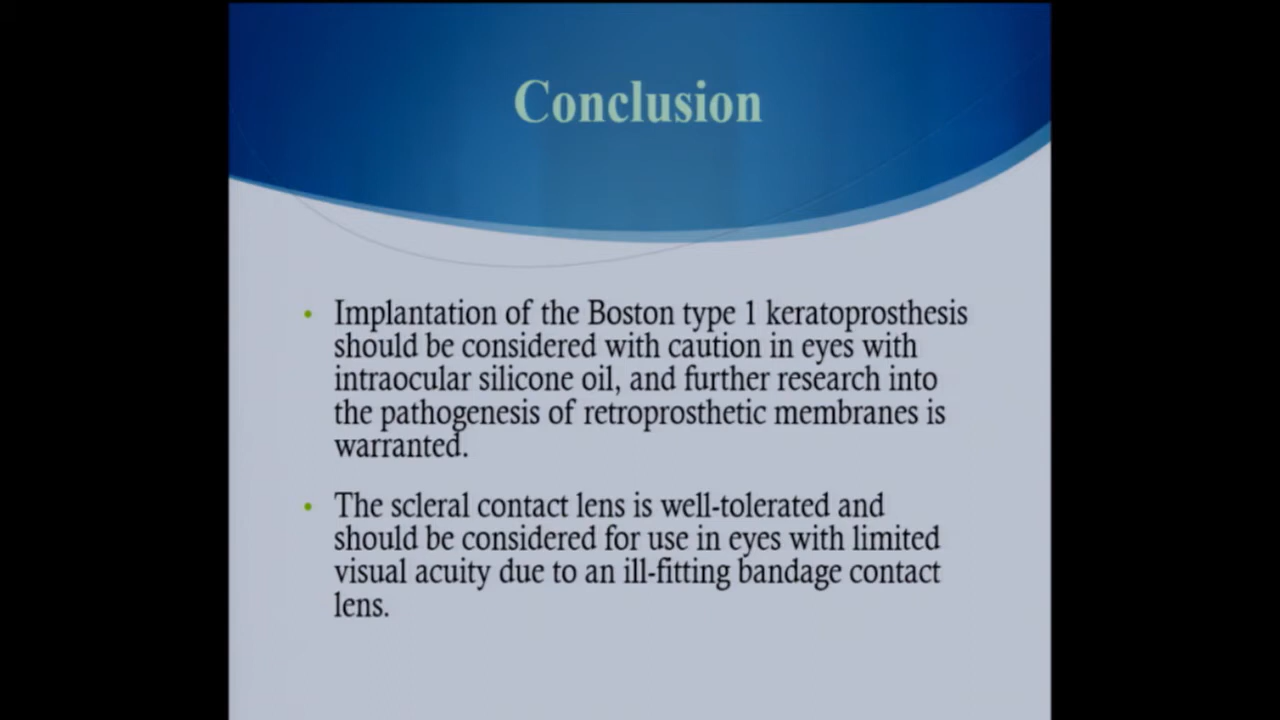 Conclusion
• Implantation of the Boston type 1 keratoprosthesis
should be considered with caution in eyes with
intraocular silicone oil, and further research into
the pathogenesis of retroprosthetic membranes is
warranted.
• The scleral contact lens is well-tolerated and
should be considered for use in eyes with limited
visual acuity due to an ill-fitting bandage contact
lens.